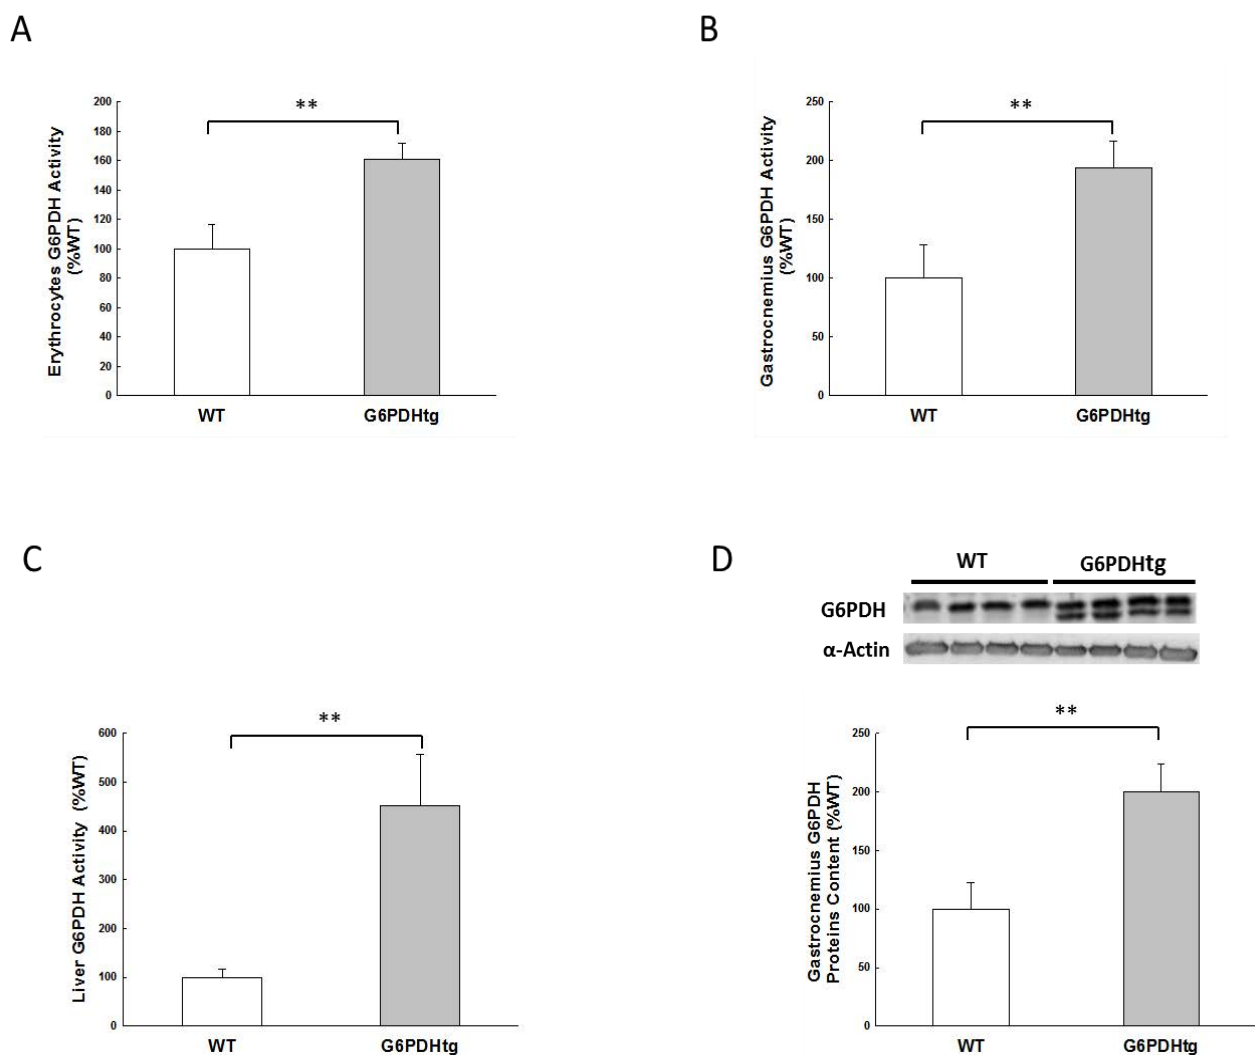 A
B
**
200
180
160
140
120
100
80
60
40
20
0
Erythrocytes G6PDH Activity
(%WT)
WT
G6PDHtg
**
250
200
150
100
50
0
Gastrocnemius G6PDH Activity
(%WT)
WT
G6PDHtg
C
D
**
600
500
400
300
200
100
0
Liver G6PDH Activity (%WT)
WT
G6PDHtg
WT
G6PDHtg
G6PDH
α-Actin
**
250
200
150
100
50
0
Gastrocnemius G6PDH
Proteins Content (%WT)
WT
G6PDHtg